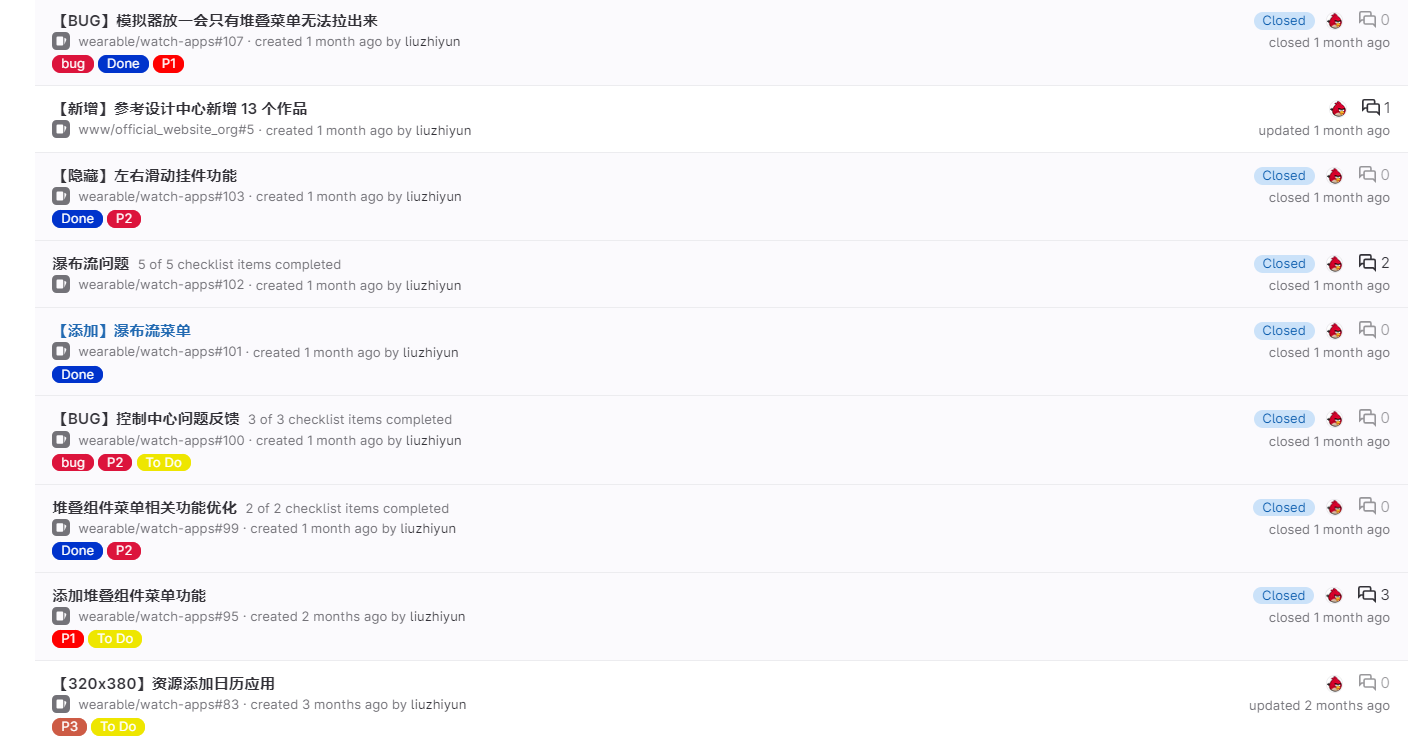 【BUG】模拟器放一会只有堆叠菜单无法拉出来
Closed 0
wearable/watch-apps#107 · created 1 month ago by liuzhiyun
closed 1 month ago
bug Done P1
【新增】参考设计中心新增 13 个作品
1
www/official_website_org#5 · created 1 month ago by liuzhiyun
updated 1 month ago
【隐藏】左右滑动挂件功能
Closed 0
wearable/watch-apps#103 · created 1 month ago by liuzhiyun
closed 1 month ago
Done P2
瀑布流问题 5 of 5 checklist items completed
Closed 2
wearable/watch-apps#102 · created 1 month ago by liuzhiyun
closed 1 month ago
【添加】瀑布流菜单
Closed 0
wearable/watch-apps#101 · created 1 month ago by liuzhiyun
closed 1 month ago
Done
【BUG】控制中心问题反馈 3 of 3 checklist items completed
Closed 0
wearable/watch-apps#100 · created 1 month ago by liuzhiyun
closed 1 month ago
bug P2 To Do
堆叠组件菜单相关功能优化 2 of 2 checklist items completed
Closed 0
wearable/watch-apps#99 · created 1 month ago by liuzhiyun
closed 1 month ago
Done P2
添加堆叠组件菜单功能
Closed 3
wearable/watch-apps#95 · created 2 months ago by liuzhiyun
closed 1 month ago
P1 To Do
【320x380】资源添加日历应用
0
wearable/watch-apps#83 · created 3 months ago by liuzhiyun
updated 2 months ago
P3 To Do